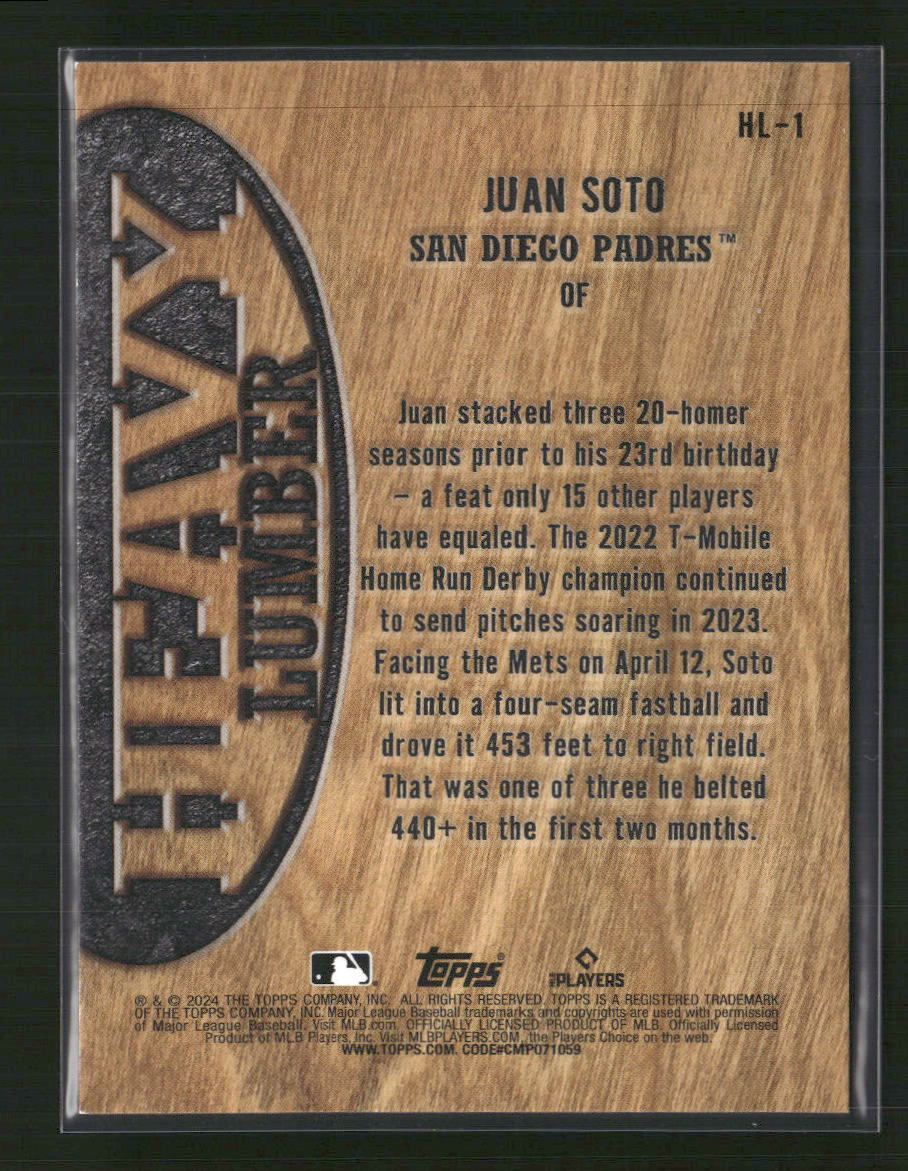 HL-1
JUAN SOTO
SAN DIEGO PADRES™
OF
HEAVY
LUMBER
Juan stacked three 20-homer
seasons prior to his 23rd birthday
– a feat only 15 other players
have equaled. The 2022 T-Mobile
Home Run Derby champion continued
to send pitches soaring in 2023.
Facing the Mets on April 12, Soto
lit into a four-seam fastball and
drove it 453 feet to right field.
That was one of three he belted
440+ in the first two months.
topps®
PLAYERS
® & © 2024 THE TOPPS COMPANY, INC. ALL RIGHTS RESERVED. TOPPS IS A REGISTERED TRADEMARK
OF THE TOPPS COMPANY, INC. Major League Baseball trademarks and copyrights are used with permission
of Major League Baseball. Visit MLB.com. OFFICIALLY LICENSED PRODUCT OF MLB. Officially Licensed
Product of MLB Players, Inc. Visit MLBPLAYERS.COM, the Players Choice on the web.
WWW.TOPPS.COM. CODE#CMP071059